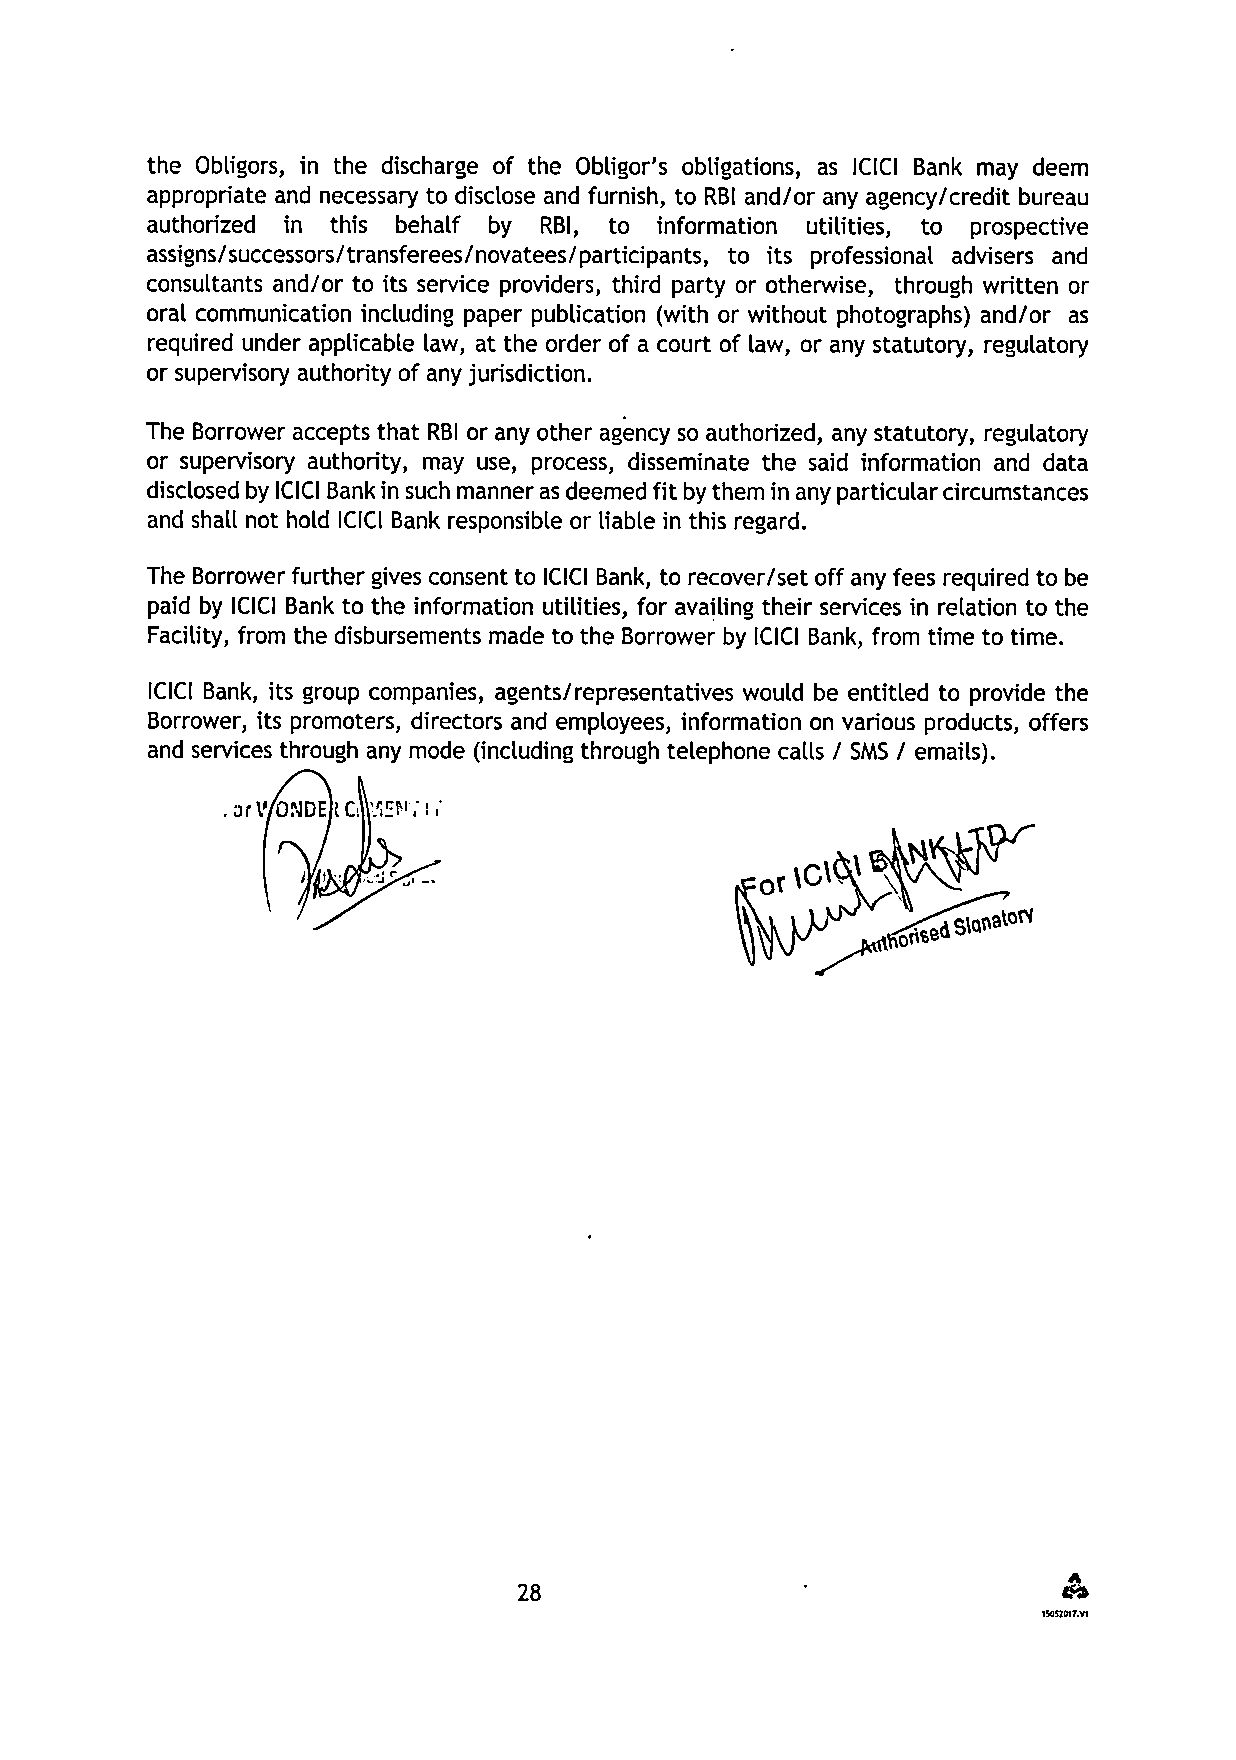 the Obligors, in the discharge of the Obligor's obligations, as ICICI Bank may deem
appropriate and necessary to disclose and furnish, to RBI and/or any agency/credit bureau
authorized in this behalf by RBI, to information utilities, to prospective
assigns/successors/transferees/novatees/participants, to its professional advisers and
consultants and/or to its service providers, third party or otherwise, through written or
oral communication including paper publication (with or without photographs) and/or as
required under applicable law, at the order of a court of law, or any statutory, regulatory
or supervisory authority of any jurisdiction.
The Borrower accepts that RBI or any other agency so authorized, any statutory, regulatory
or supervisory authority, may use, process, disseminate the said information and data
disclosed by ICICI Bank in such manner as deemed fit by them in any particular circumstances
and shall not hold ICICI Bank responsible or liable in this regard.
The Borrower further gives consent to ICICI Bank, to recover/set off any fees required to be
paid by ICICI Bank to the information utilities, for availing their services in relation to the
Facility, from the disbursements made to the Borrower by ICICI Bank, from time to time.
ICICI Bank, its group companies, agents/representatives would be entitled to provide the
Borrower, its promoters, directors and employees, information on various products, offers
and services through any mode (including through telephone calls / SMS / emails).
WONDER
For ICICI BANK LTD
Authorised Signatory
28
15052017.V1